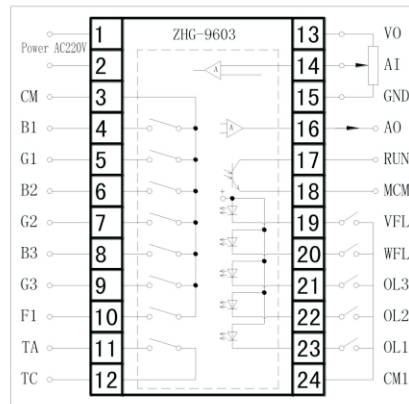 ZHG-9603
1 13 VO
Power AC220V
2 14 AI
CM 3 15 GND
B1 4 A 16 AO
G1 5 17 RUN
B2 6 + 18 MCM
G2 7 19 VFL
B3 8 20 WFL
G3 9 21 OL3
F1 10 22 OL2
TA 11 23 OL1
TC 12 24 CM1
A